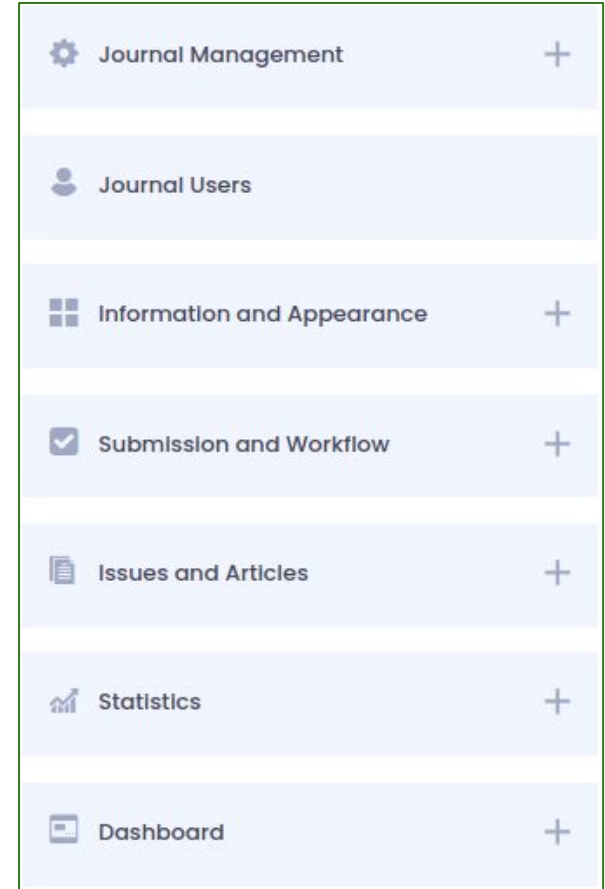 Journal Management
Journal Users
Information and Appearance
Submission and Workflow
Issues and Articles
Statistics
Dashboard